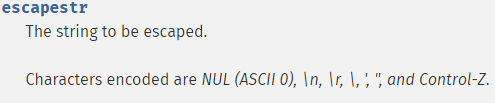 escapestr
The string to be escaped.
Characters encoded are NUL (ASCII 0), \n, \r, \, ', ", and Control-Z.